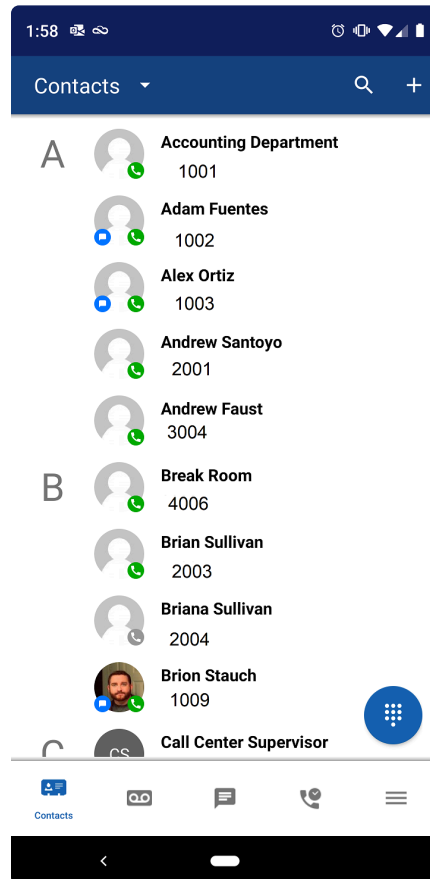 1:58
Contacts
A
Accounting Department
1001
Adam Fuentes
1002
Alex Ortiz
1003
Andrew Santoyo
2001
Andrew Faust
3004
B
Break Room
4006
Brian Sullivan
2003
Briana Sullivan
2004
Brion Stauch
1009
C
CS
Call Center Supervisor
Contacts